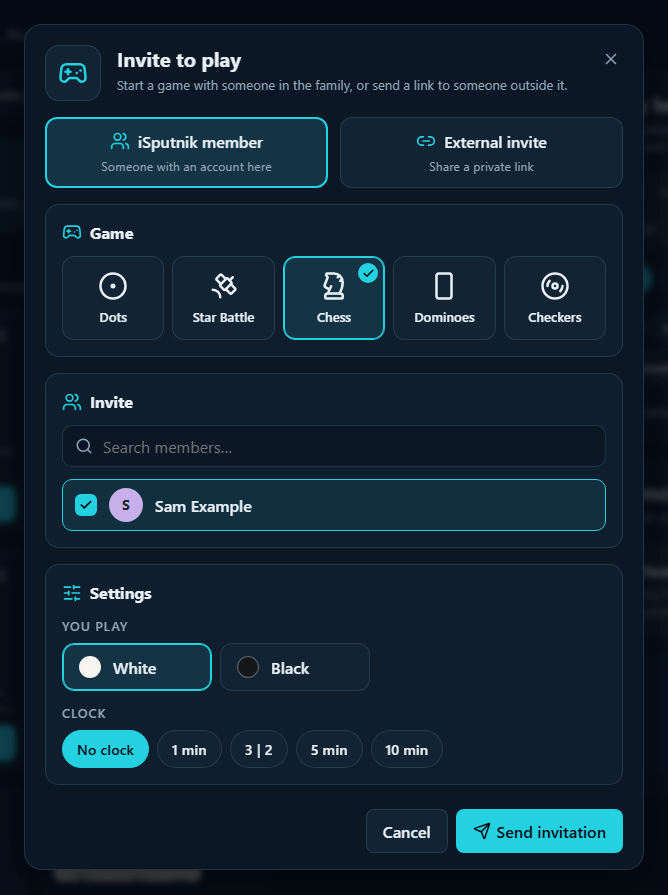 Invite to play
Start a game with someone in the family, or send a link to someone outside it.
iSputnik member
Someone with an account here
External invite
Share a private link
Game
Dots
Star Battle
Chess
Dominoes
Checkers
Invite
Search members...
S
Sam Example
Settings
YOU PLAY
White
Black
CLOCK
No clock
1 min
3 | 2
5 min
10 min
Cancel
Send invitation